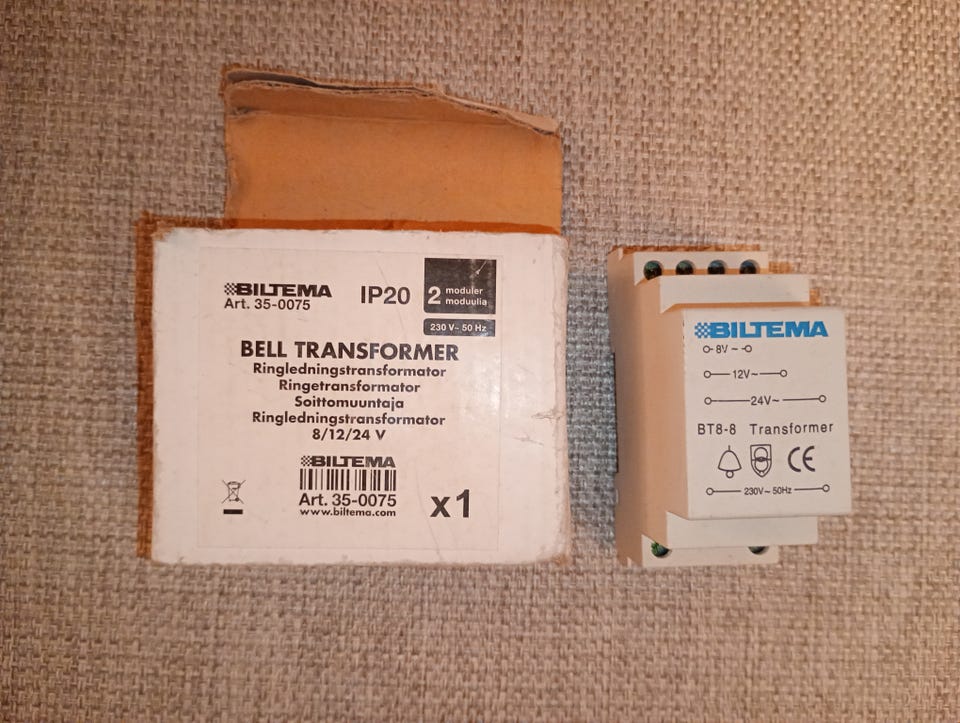 BILTEMA
Art. 35-0075
IP20
2 moduler
moduulia
230 V~ 50 Hz
BELL TRANSFORMER
Ringledningstransformator
Ringetransformator
Soittomuuntaja
Ringledningstransformator
8/12/24 V
BILTEMA
Art. 35-0075
www.biltema.com
x1
BILTEMA
8V~
12V~
24V~
BT8-8 Transformer
CE
230V~50Hz